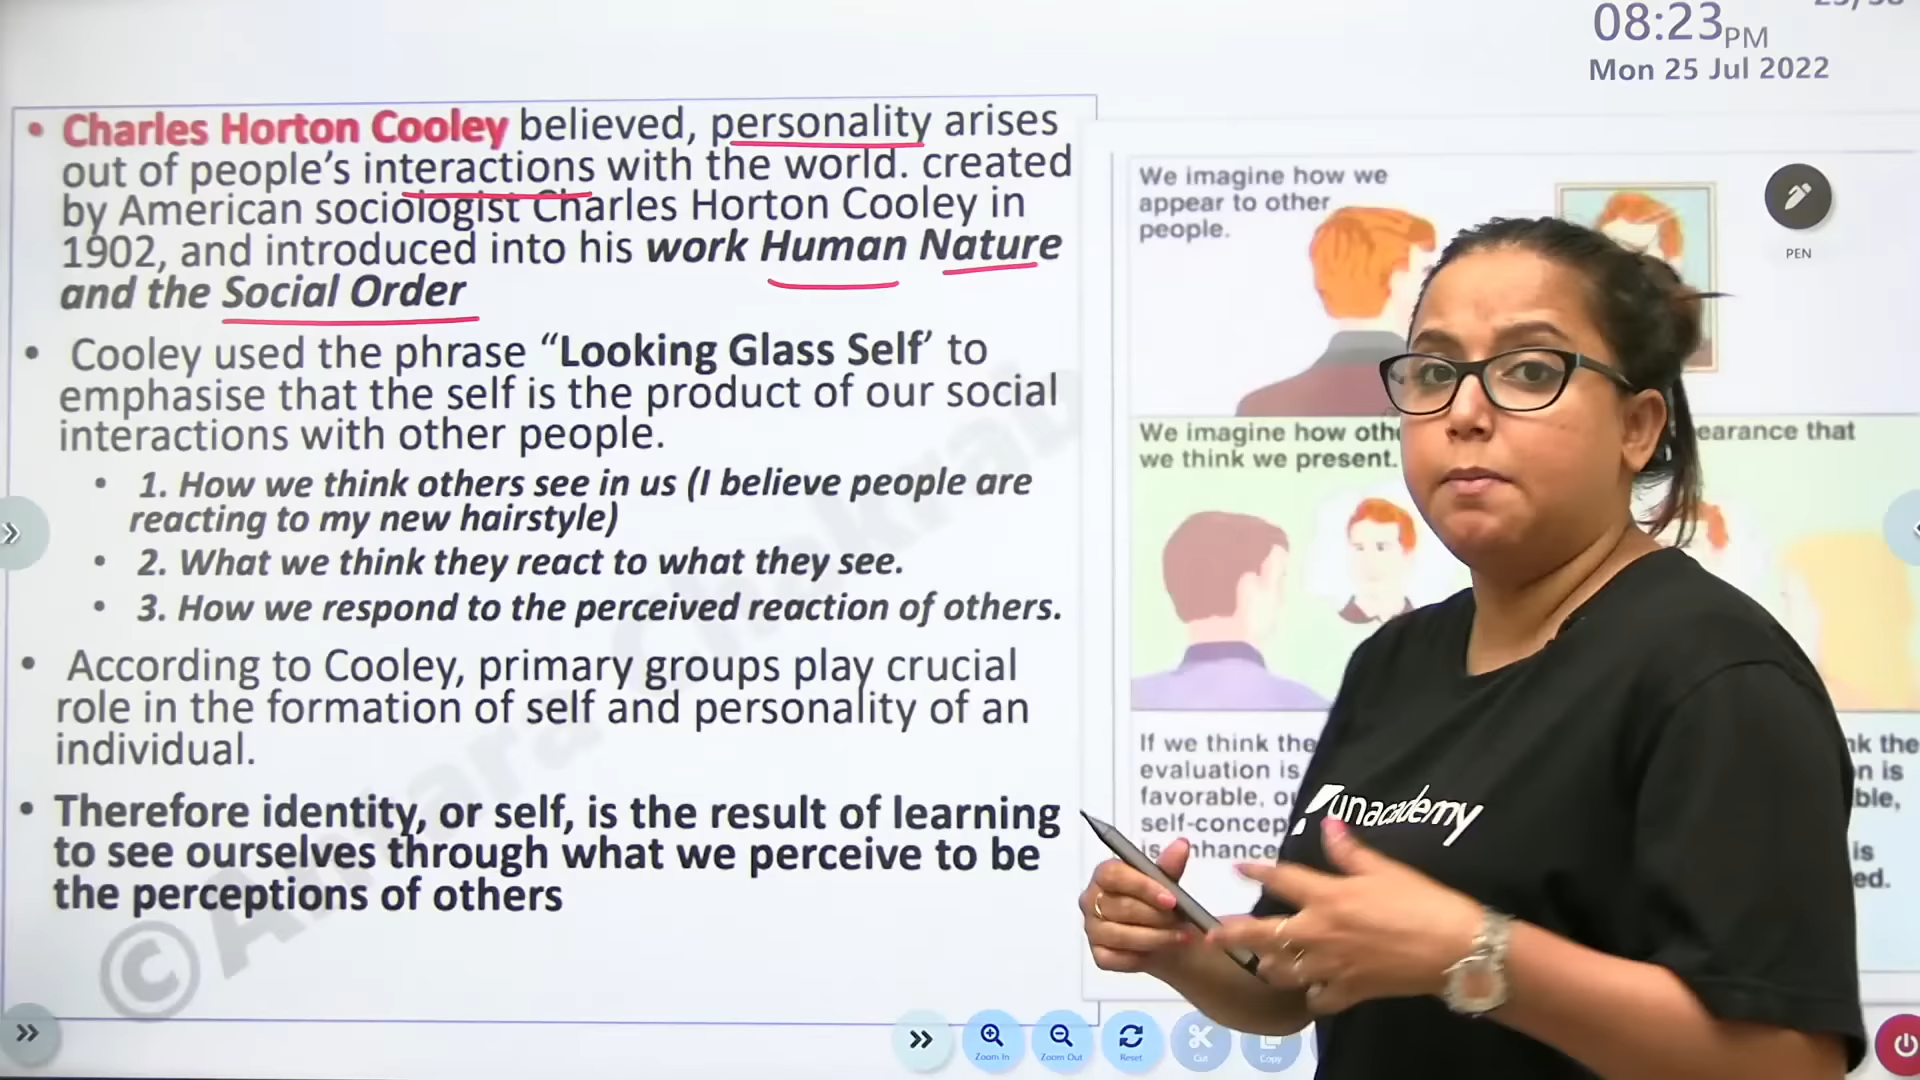 08:23 PM
Mon 25 Jul 2022
• Charles Horton Cooley believed, personality arises
out of people's interactions with the world. created
by American sociologist Charles Horton Cooley in
1902, and introduced into his work Human Nature
and the Social Order
• Cooley used the phrase “Looking Glass Self’ to
emphasise that the self is the product of our social
interactions with other people.
• 1. How we think others see in us (I believe people are
reacting to my new hairstyle)
• 2. What we think they react to what they see.
• 3. How we respond to the perceived reaction of others.
• According to Cooley, primary groups play crucial
role in the formation of self and personality of an
individual.
• Therefore identity, or self, is the result of learning
to see ourselves through what we perceive to be
the perceptions of others
We imagine how we
appear to other
people.
PEN
We imagine how
we think we present.
that
If we think
evaluation is
favorable,
is
unacademy
Zoom In
Zoom Out
Reset
Cut
Copy